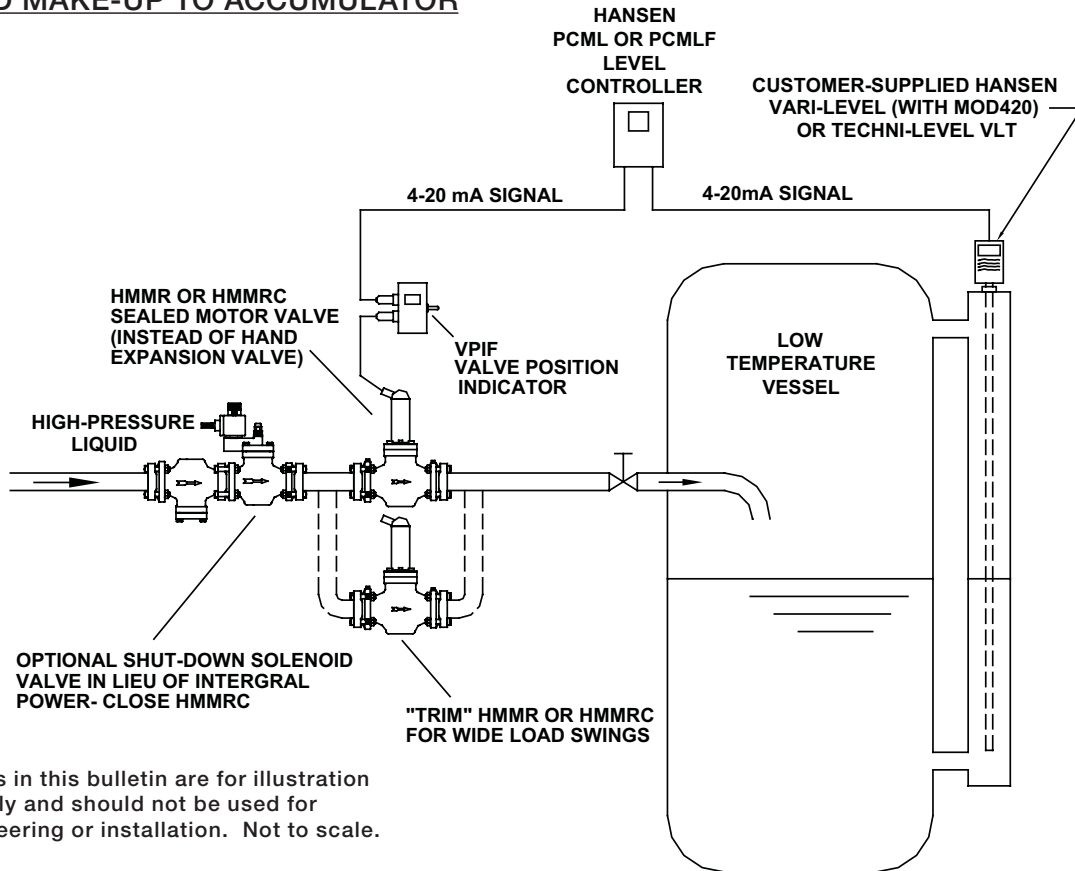 D MAKE-UP TO ACCUMULATOR
HANSEN
PCML OR PCMLF
LEVEL
CONTROLLER
CUSTOMER-SUPPLIED HANSEN
VARI-LEVEL (WITH MOD420)
OR TECHNI-LEVEL VLT
4-20 mA SIGNAL
4-20mA SIGNAL
HMMR OR HMMRC
SEALED MOTOR VALVE
(INSTEAD OF HAND
EXPANSION VALVE)
VPIF
VALVE POSITION
INDICATOR
LOW
TEMPERATURE
VESSEL
HIGH-PRESSURE
LIQUID
OPTIONAL SHUT-DOWN SOLENOID
VALVE IN LIEU OF INTERGRAL
POWER- CLOSE HMMRC
"TRIM" HMMR OR HMMRC
FOR WIDE LOAD SWINGS
s in this bulletin are for illustration
ly and should not be used for
eering or installation. Not to scale.